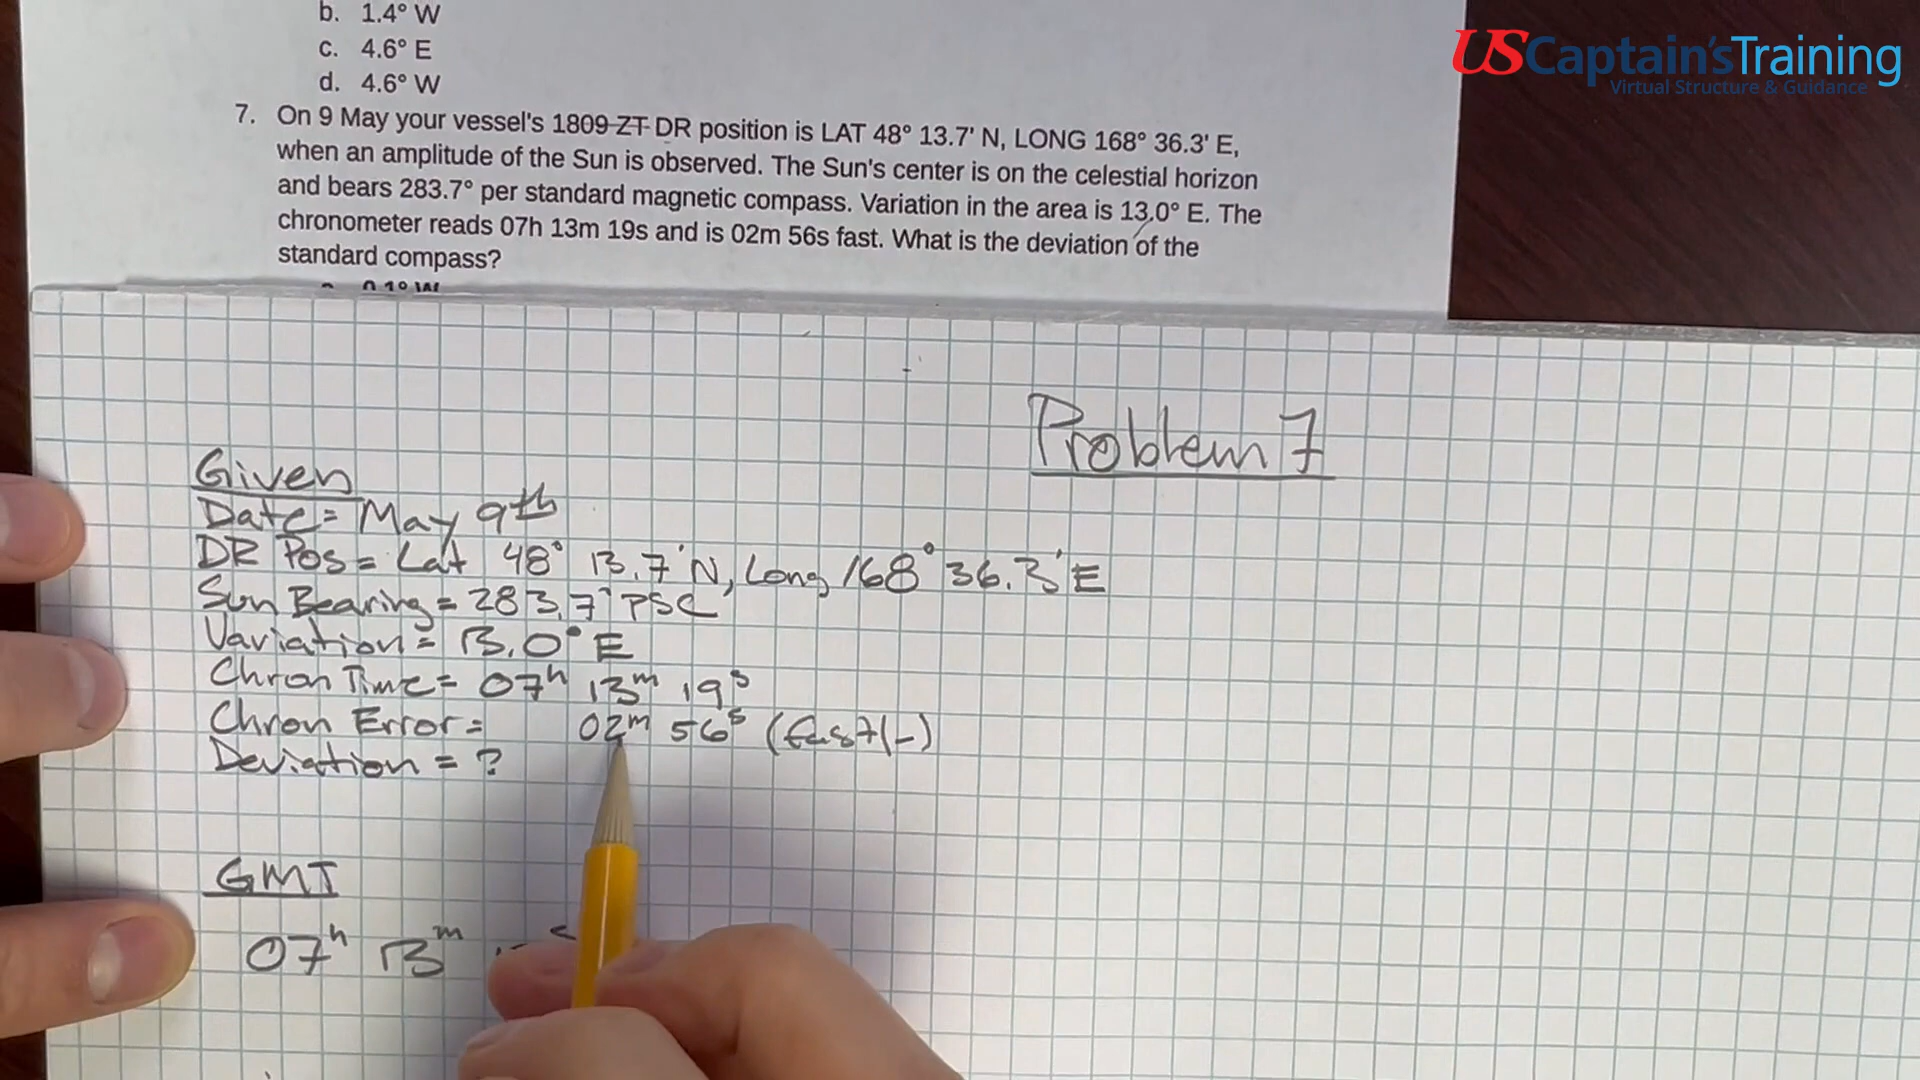 b. 1.4° W
c. 4.6° E
d. 4.6° W
USCaptain'sTraining
Virtual Structure & Guidance
7. On 9 May your vessel's 1809 ZT DR position is LAT 48° 13.7' N, LONG 168° 36.3' E,
when an amplitude of the Sun is observed. The Sun's center is on the celestial horizon
and bears 283.7° per standard magnetic compass. Variation in the area is 13.0° E. The
chronometer reads 07h 13m 19s and is 02m 56s fast. What is the deviation of the
standard compass?
Problem 7
Given
Date = May 9th
DR Pos = Lat 48° 13.7' N, Long 168° 36.3' E
Sun Bearing = 283.7° PSC
Variation = 13.0° E
Chron Time = 07h 13m 19s
Chron Error = 02m 56s (fast/-)
Deviation = ?
GMT
07h 13m